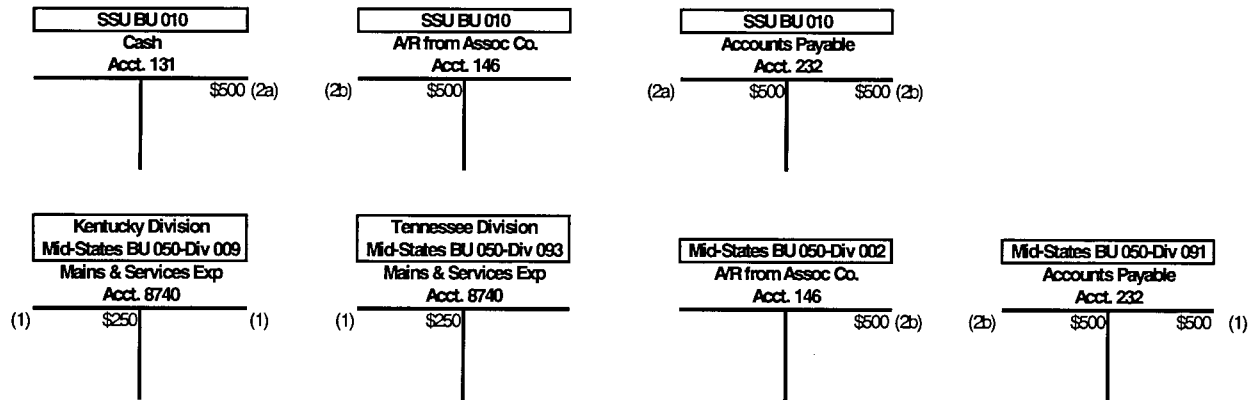 SSU BU 010
Cash
Acct. 131
$500 (2a)
SSU BU 010
A/R from Assoc Co.
Acct. 146
(2b) $500
SSU BU 010
Accounts Payable
Acct. 232
(2a) $500 $500 (2b)
Kentucky Division
Mid-States BU 050-Div 009
Mains & Services Exp
Acct. 8740
(1) $250 (1)
Tennessee Division
Mid-States BU 050-Div 093
Mains & Services Exp
Acct. 8740
(1) $250
Mid-States BU 050-Div 002
A/R from Assoc Co.
Acct. 146
$500 (2b)
Mid-States BU 050-Div 091
Accounts Payable
Acct. 232
(2b) $500 $500 (1)